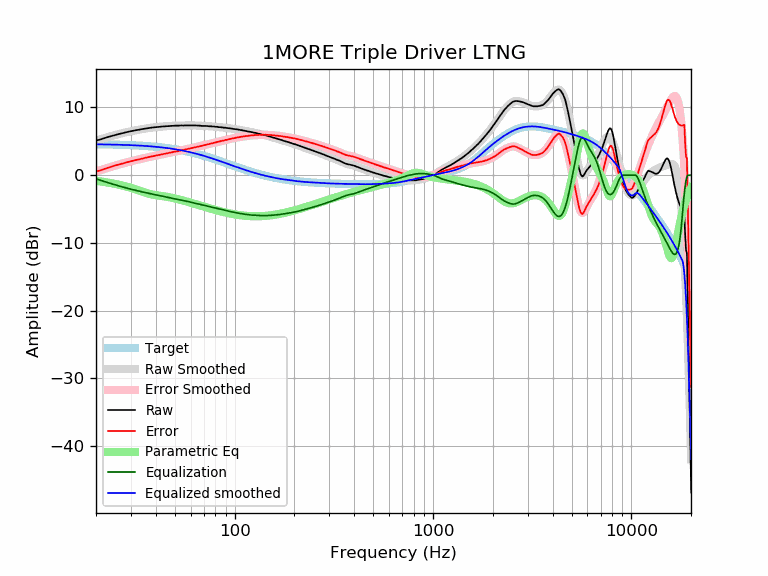 1MORE Triple Driver LTNG
Amplitude (dBr)
10
0
−10
−20
−30
−40
Target
Raw Smoothed
Error Smoothed
Raw
Error
Parametric Eq
Equalization
Equalized smoothed
100 1000 10000
Frequency (Hz)